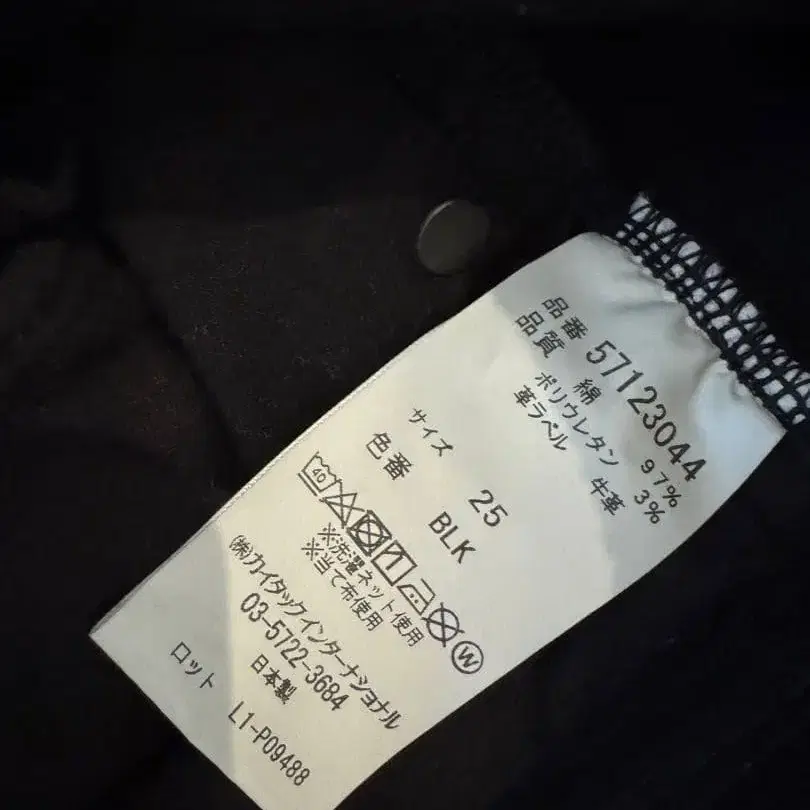 品番 57123044
品質 綿 97%
ポリウレタン 3%
革ラベル 牛革
サイズ 25
色番 BLK
40 W
※洗濯ネット使用
※当て布使用
(株)カイタックインターナショナル
03-5722-3684
日本製
ロット L1-P09488